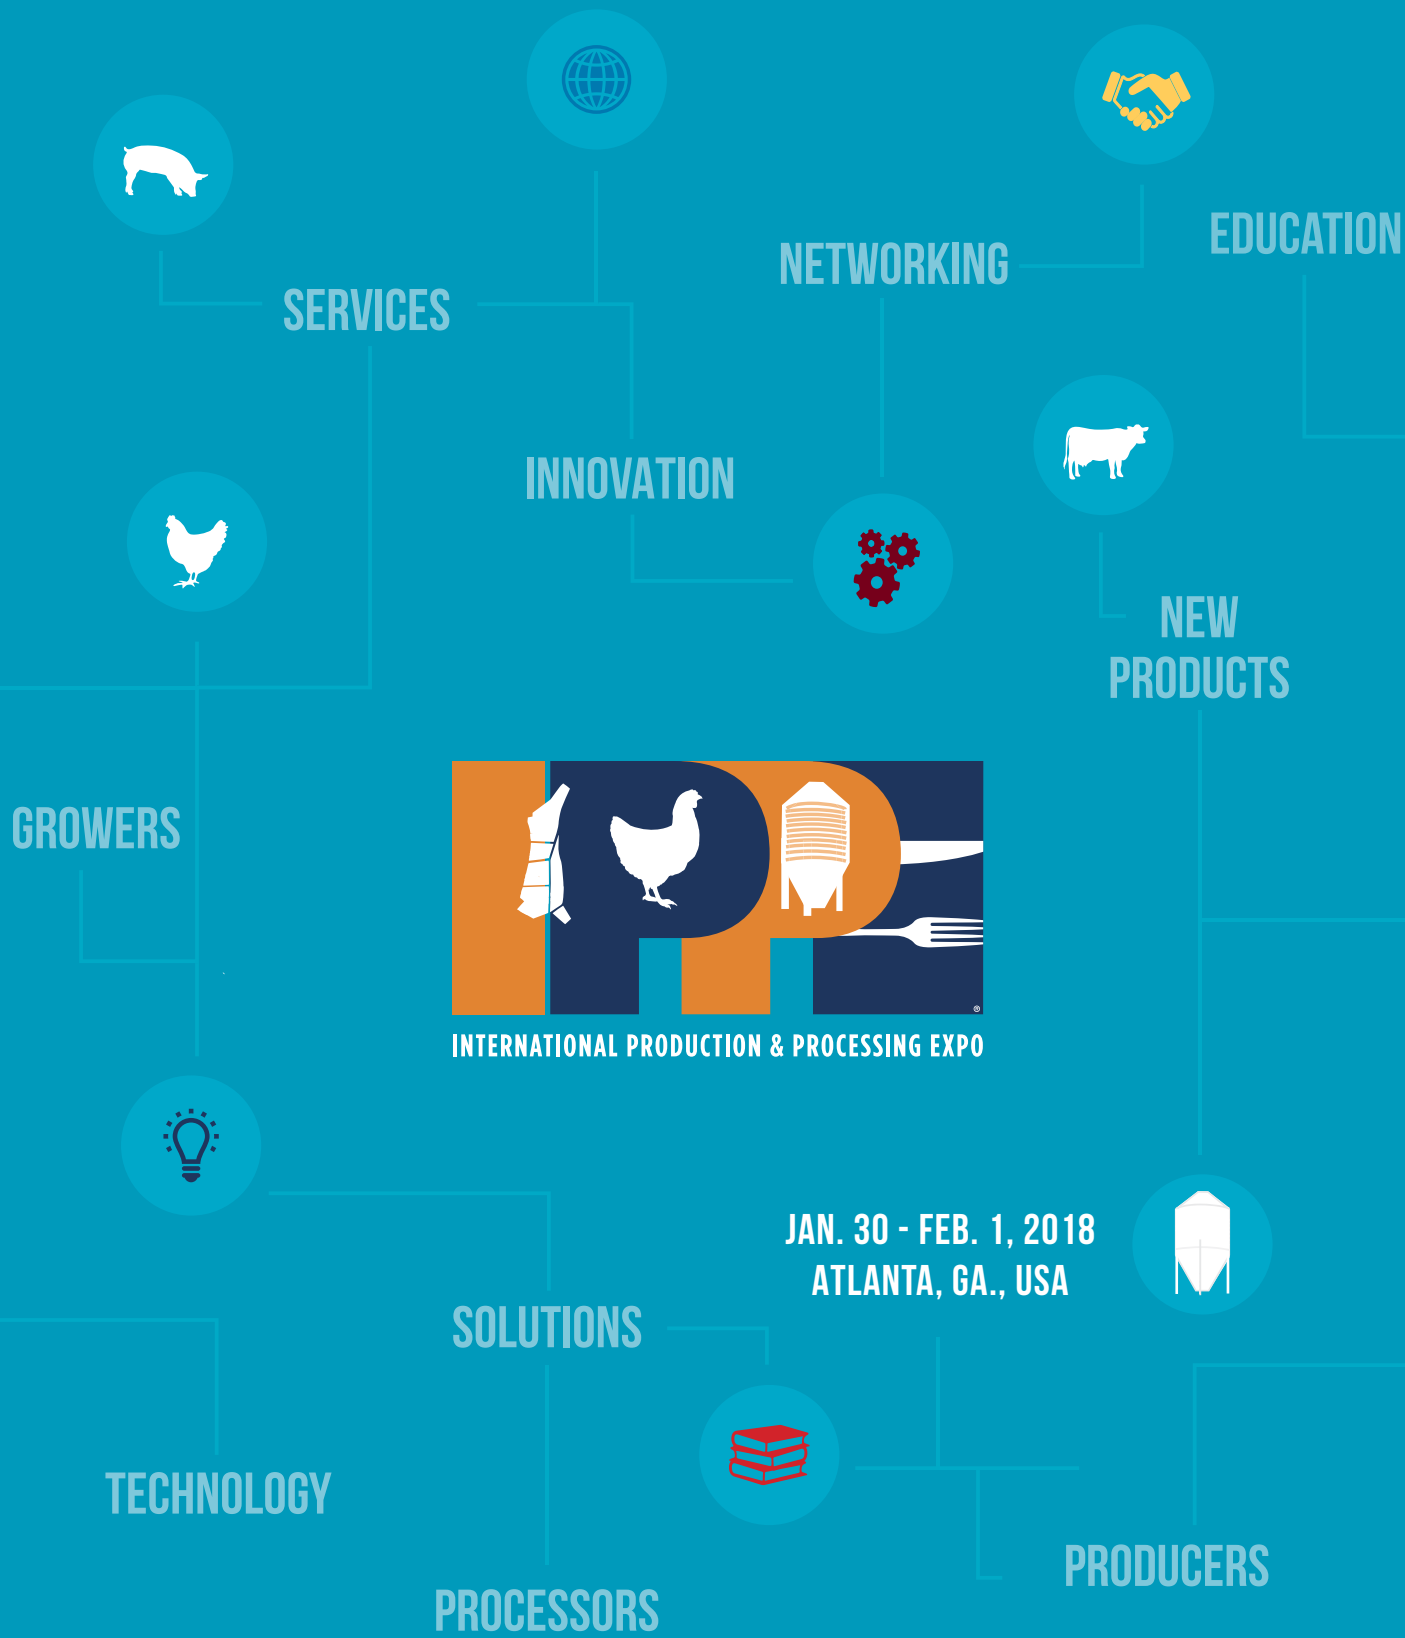 EDUCATION
NETWORKING
SERVICES
INNOVATION
NEW
PRODUCTS
GROWERS
IPPE
®
INTERNATIONAL PRODUCTION & PROCESSING EXPO
JAN. 30 - FEB. 1, 2018
ATLANTA, GA., USA
SOLUTIONS
TECHNOLOGY
PRODUCERS
PROCESSORS